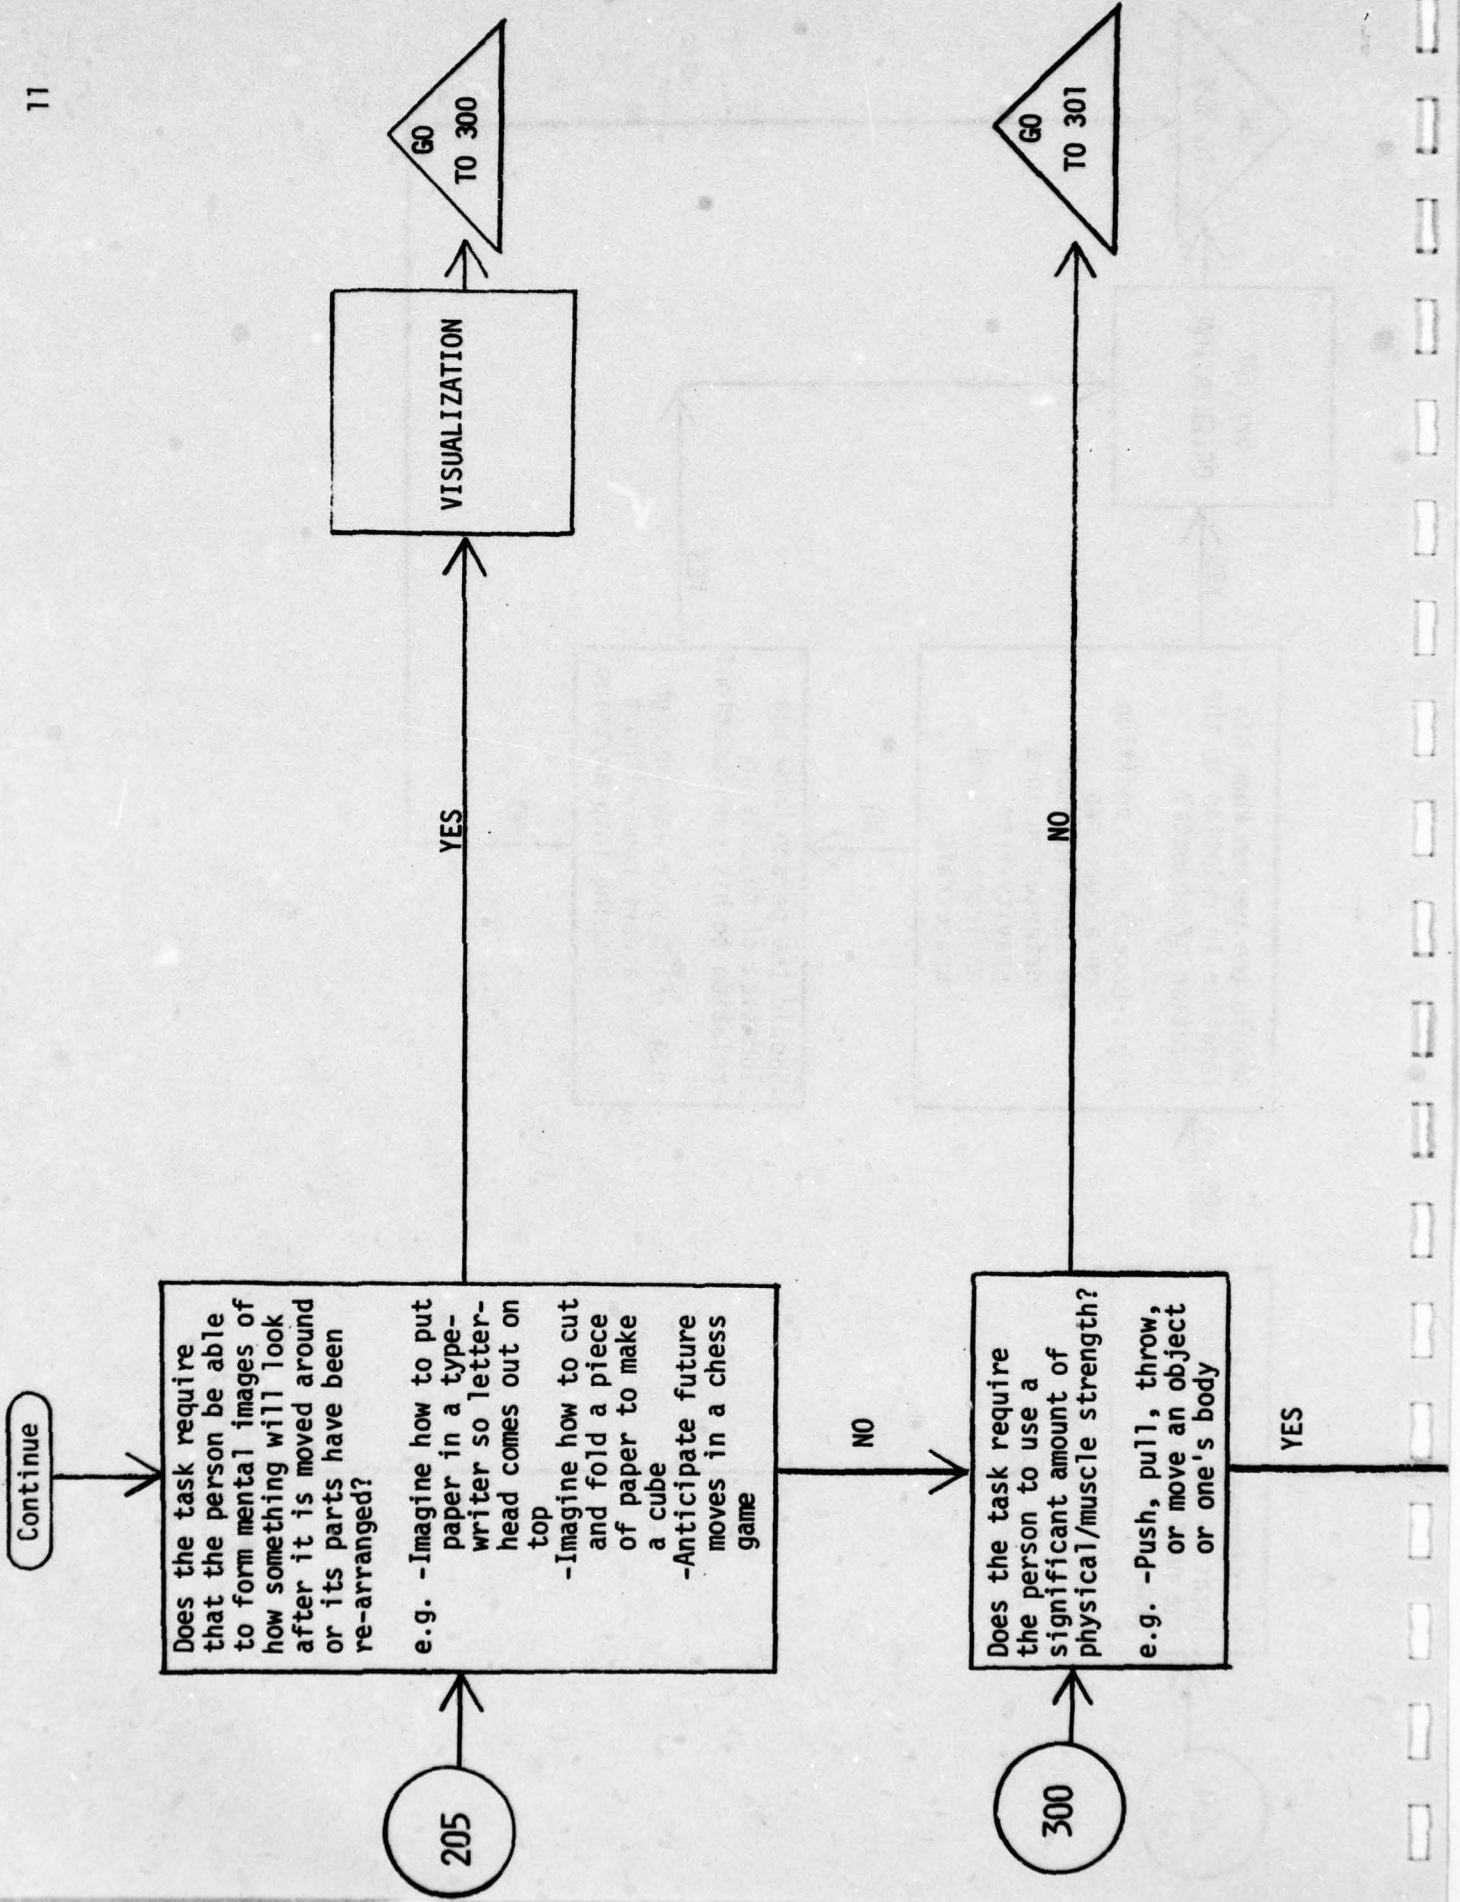 11
Continue
205
Does the task require
that the person be able
to form mental images of
how something will look
after it is moved around
or its parts have been
re-arranged?
e.g. -Imagine how to put
paper in a type-
writer so letter-
head comes out on
top
-Imagine how to cut
and fold a piece
of paper to make
a cube
-Anticipate future
moves in a chess
game
YES
VISUALIZATION
GO
TO 300
NO
300
Does the task require
the person to use a
significant amount of
physical/muscle strength?
e.g. -Push, pull, throw,
or move an object
or one's body
NO
GO
TO 301
YES